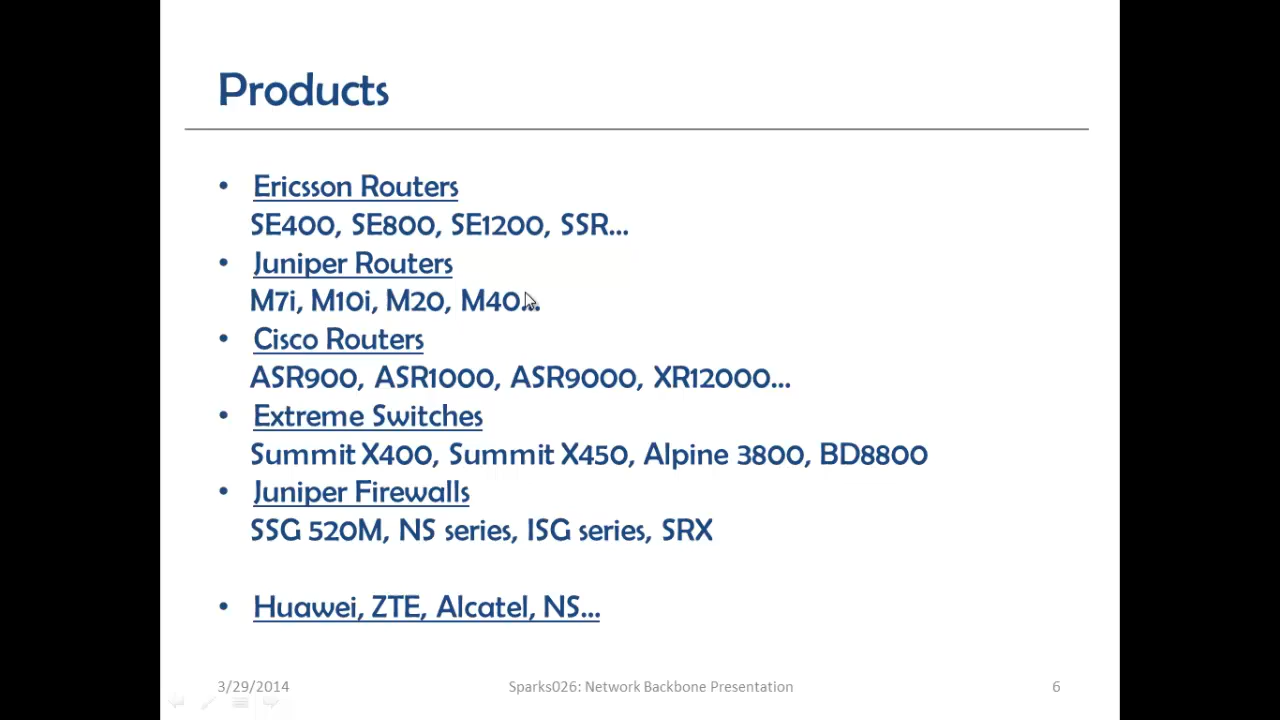 Products
• Ericsson Routers
SE400, SE800, SE1200, SSR...
• Juniper Routers
M7i, M10i, M20, M40...
• Cisco Routers
ASR900, ASR1000, ASR9000, XR12000...
• Extreme Switches
Summit X400, Summit X450, Alpine 3800, BD8800
• Juniper Firewalls
SSG 520M, NS series, ISG series, SRX
• Huawei, ZTE, Alcatel, NS...
3/29/2014 Sparks026: Network Backbone Presentation 6